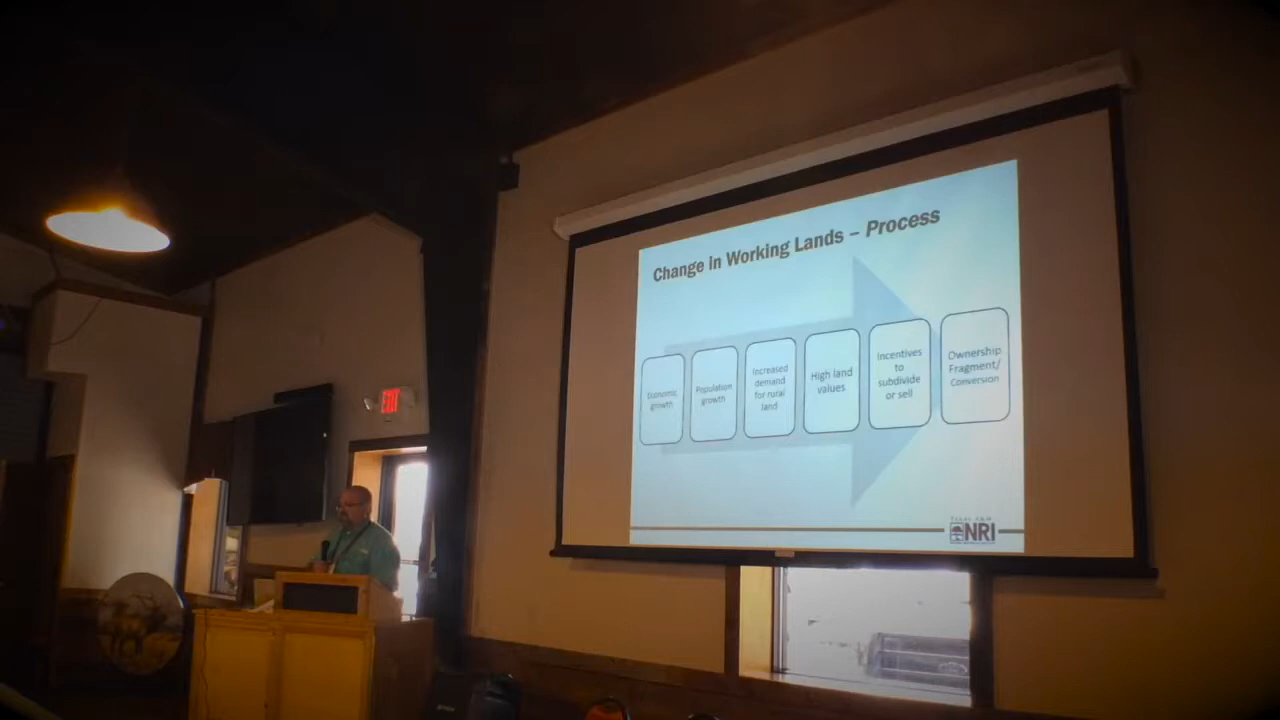 Change in Working Lands – Process
Economic
growth
Population
growth
Increased
demand
for rural
land
High land
values
Incentives
to
subdivide
or sell
Ownership
Fragment/
Conversion
EXIT
TEXAS A&M
NRI